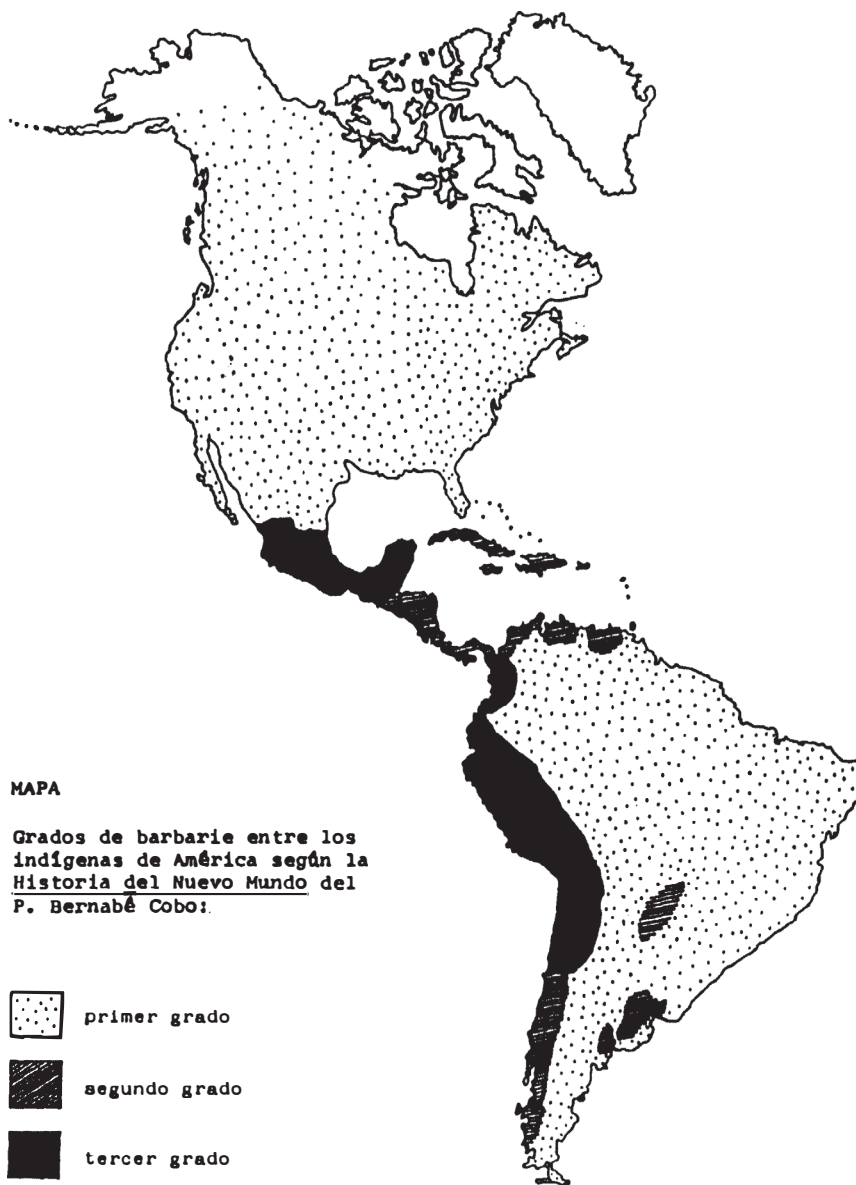 MAPA
Grados de barbarie entre los
indígenas de América según la
Historia del Nuevo Mundo del
P. Bernabé Cobo:
primer grado
segundo grado
tercer grado